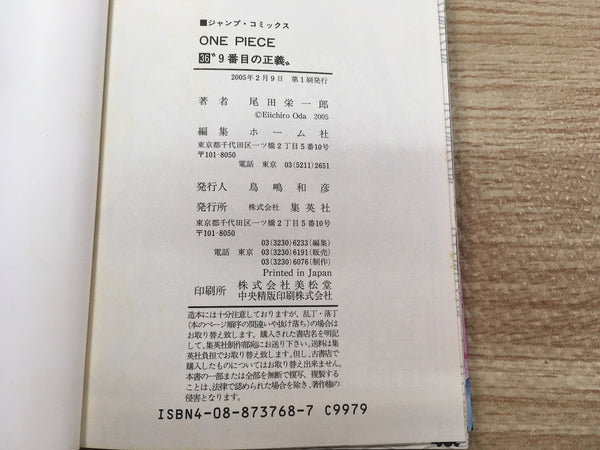 ■ジャンプ・コミックス
ONE PIECE
36〝9番目の正義〟
2005年2月9日 第1刷発行
著者 尾田栄一郎
©Eiichiro Oda 2005
編集 ホーム社
東京都千代田区一ツ橋2丁目5番10号
〒101-8050
電話 東京 03(5211)2651
発行人 鳥嶋和彦
発行所 株式会社 集英社
東京都千代田区一ツ橋2丁目5番10号
〒101-8050
03(3230)6233(編集)
電話 東京 03(3230)6191(販売)
03(3230)6076(制作)
Printed in Japan
印刷所 株式会社美松堂
中央精版印刷株式会社
造本には十分注意しておりますが、乱丁・落丁
(本のページ順序の間違いや抜け落ち)の場合は
お取り替え致します。購入された書店名を明記
して、集英社制作部宛にお送り下さい。送料は集
英社負担でお取り替え致します。但し、古書店で
購入したものについてはお取り替え出来ません。
本書の一部または全部を無断で複写、複製する
ことは、法律で認められた場合を除き、著作権の
侵害となります。
ISBN4-08-873768-7 C9979